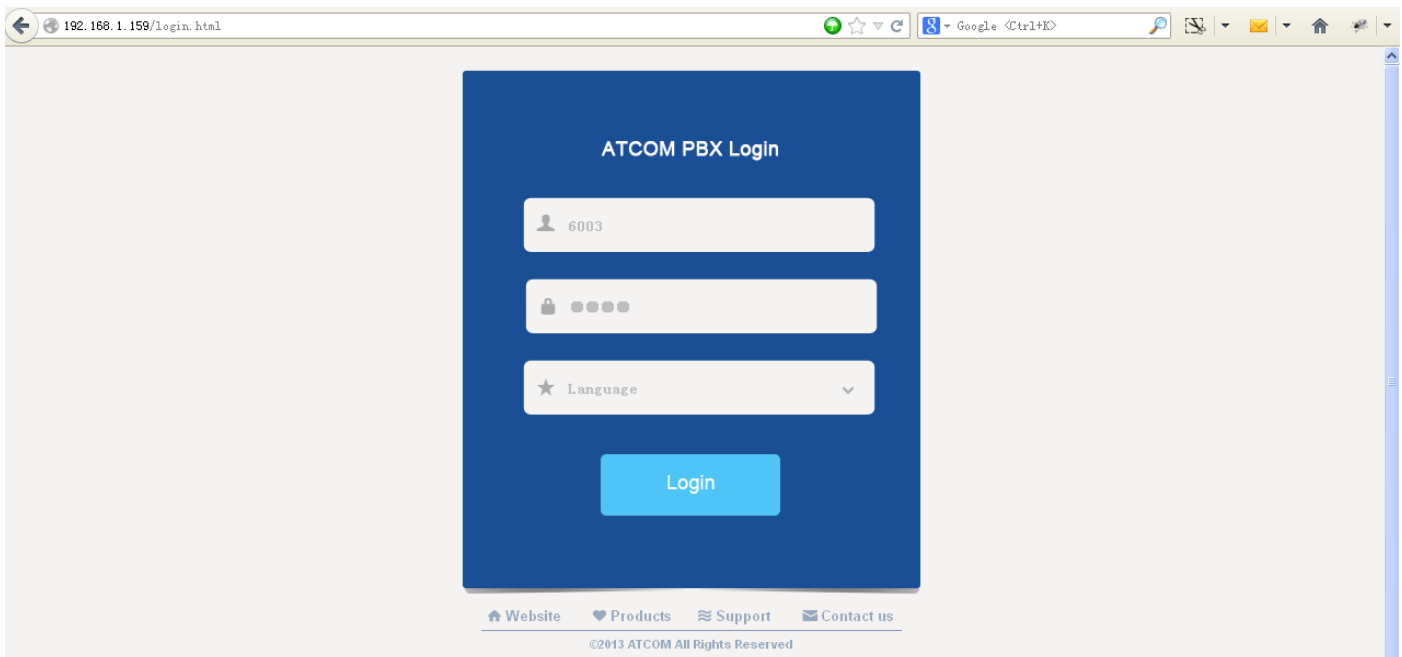 192.168.1.159/login.html
Google <Ctrl+K>
ATCOM PBX Login
6003
Language
Login
Website Products Support Contact us
©2013 ATCOM All Rights Reserved